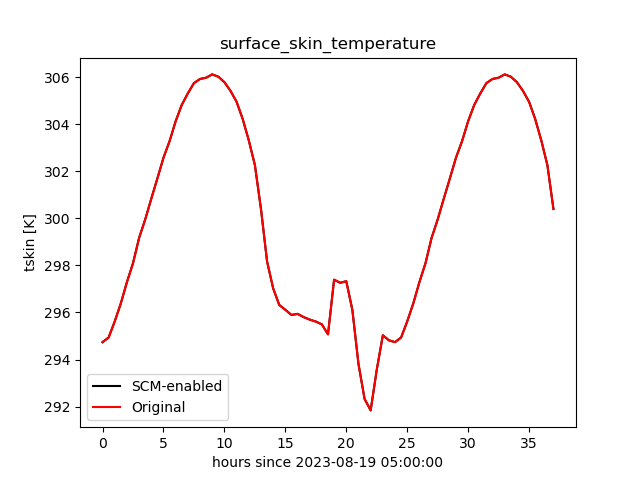 surface_skin_temperature
306
304
302
300
298
296
294
292
tskin [K]
SCM-enabled
Original
0 5 10 15 20 25 30 35
hours since 2023-08-19 05:00:00